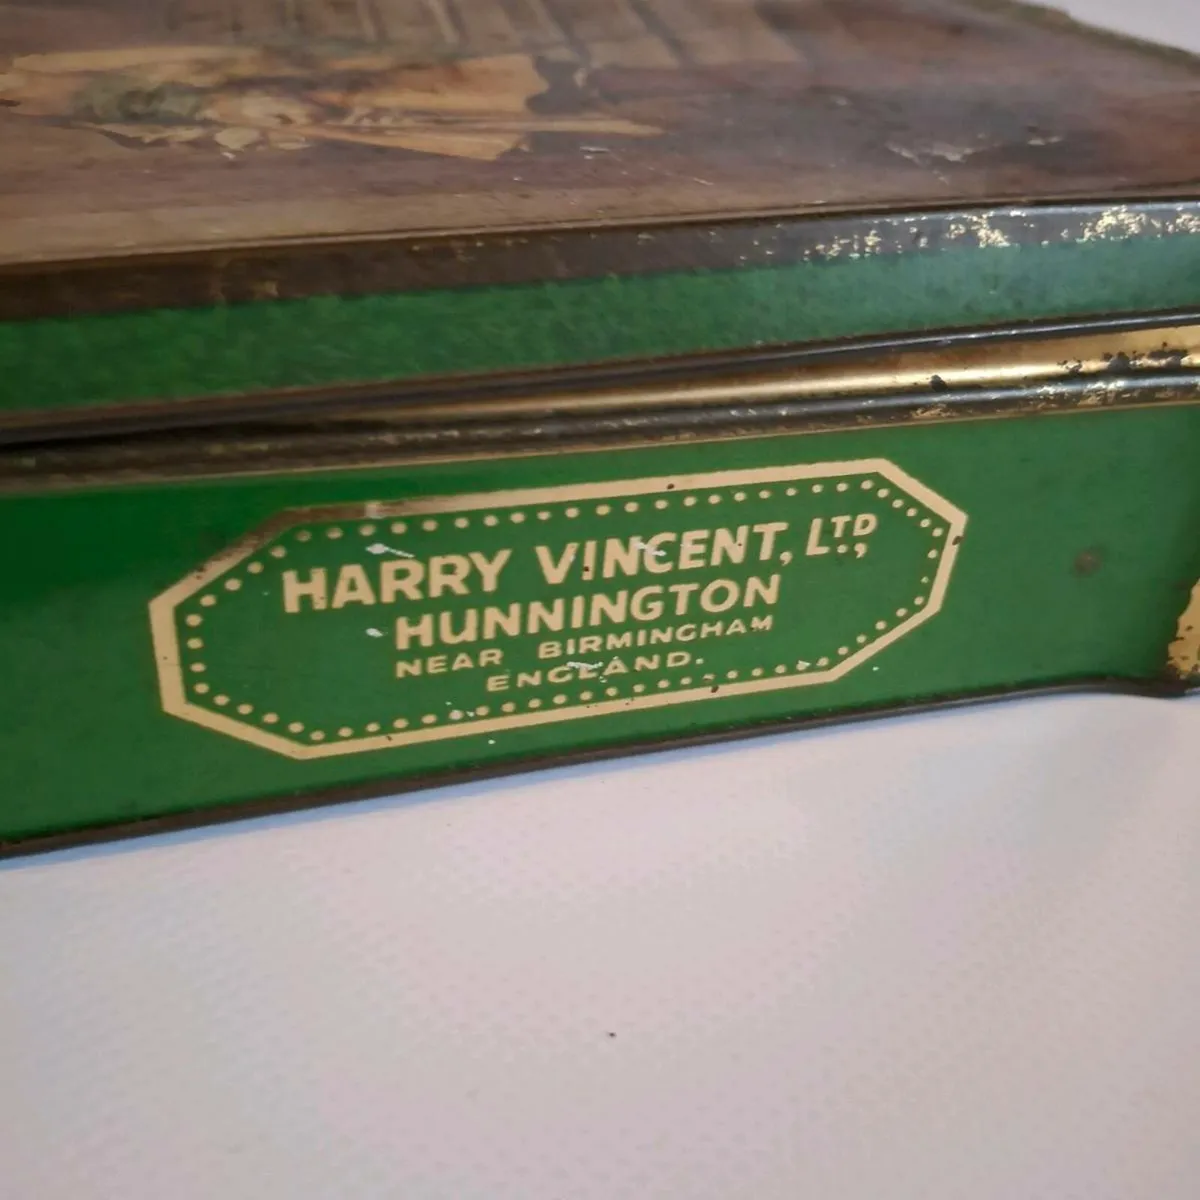 HARRY VINCENT, LTD.,
HUNNINGTON
NEAR BIRMINGHAM
ENGLAND.